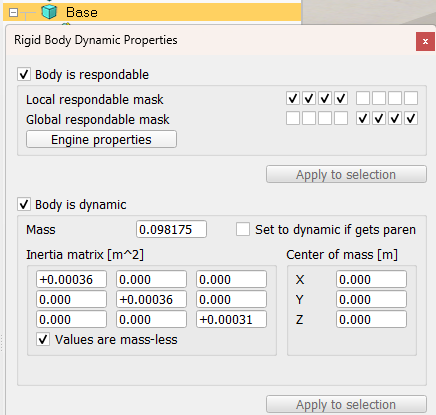 Base
Rigid Body Dynamic Properties
Body is respondable
Local respondable mask
Global respondable mask
Engine properties
Apply to selection
Body is dynamic
Mass 0.098175 Set to dynamic if gets paren
Inertia matrix [m^2] Center of mass [m]
+0.00036 0.000 0.000 X 0.000
0.000 +0.00036 0.000 Y 0.000
0.000 0.000 +0.00031 Z 0.000
Values are mass-less
Apply to selection